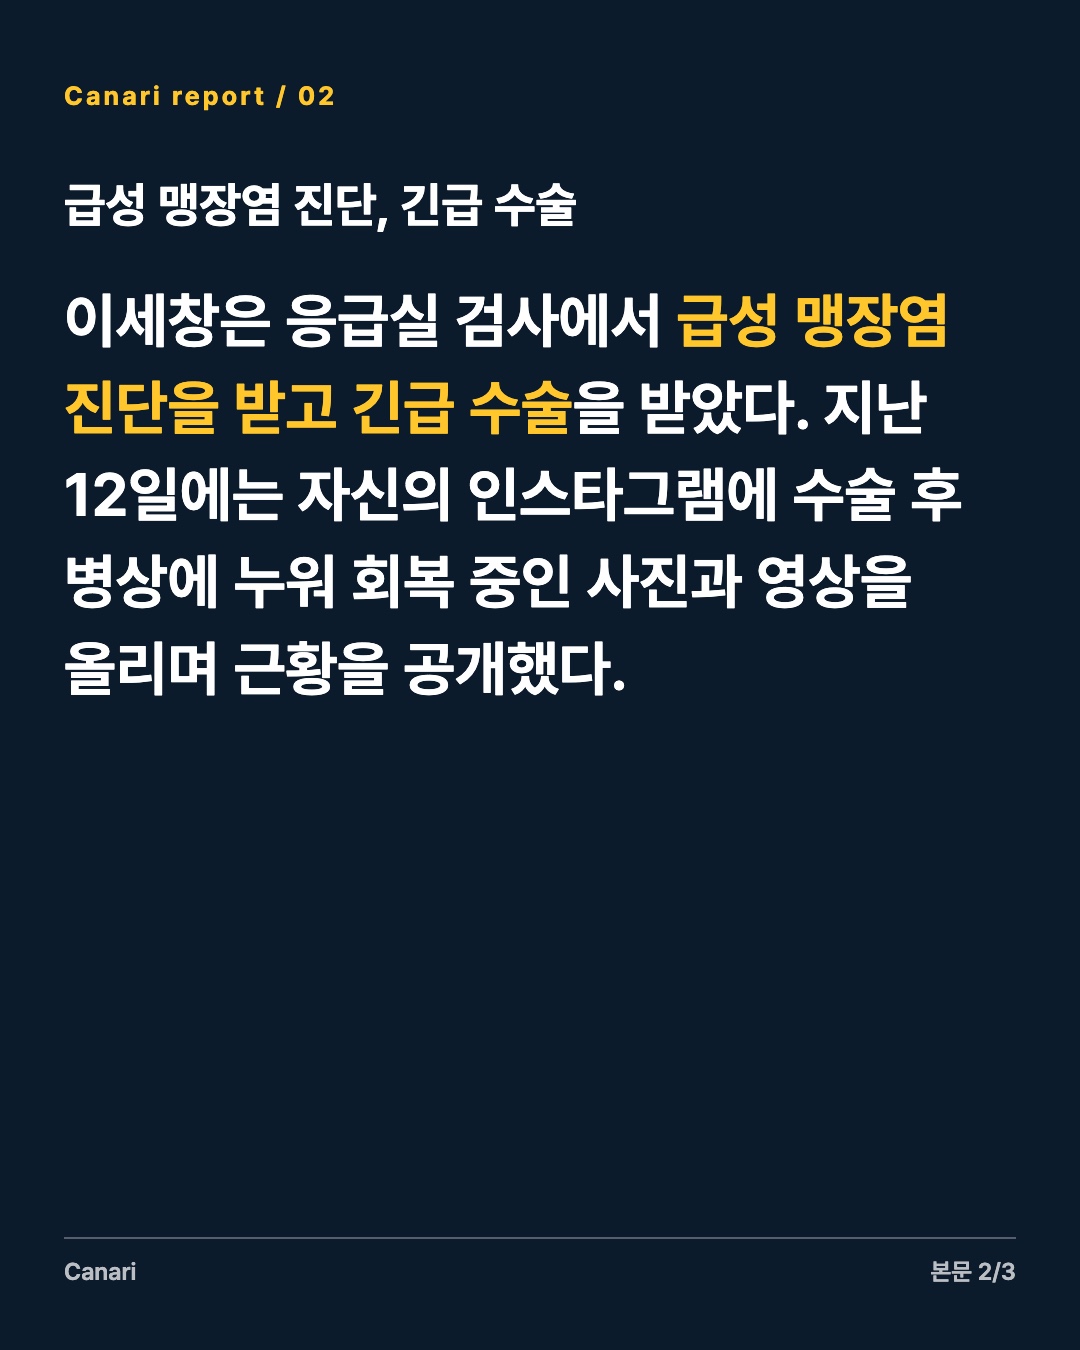 Canari report / 02
급성 맹장염 진단, 긴급 수술
이세창은 응급실 검사에서 급성 맹장염
진단을 받고 긴급 수술을 받았다. 지난
12일에는 자신의 인스타그램에 수술 후
병상에 누워 회복 중인 사진과 영상을
올리며 근황을 공개했다.
Canari
본문 2/3